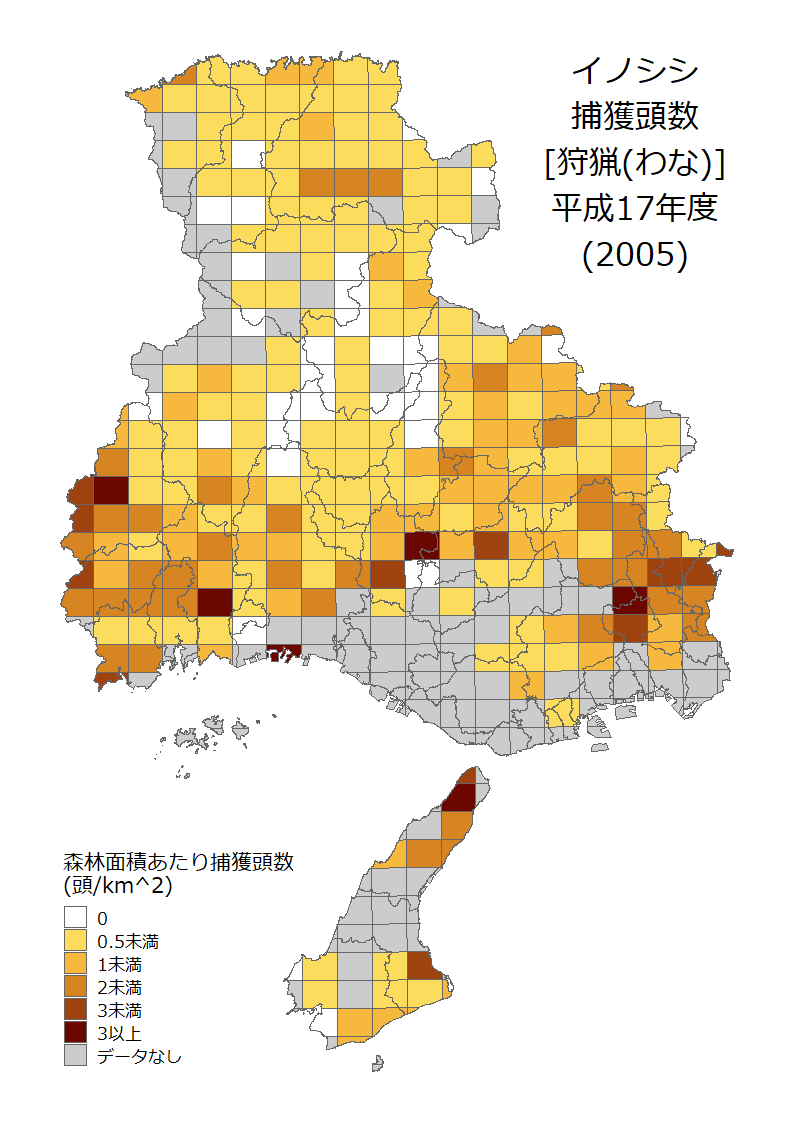 イノシシ
捕獲頭数
[狩猟(わな)]
平成17年度
(2005)
森林面積あたり捕獲頭数
(頭/km^2)
0
0.5未満
1未満
2未満
3未満
3以上
データなし